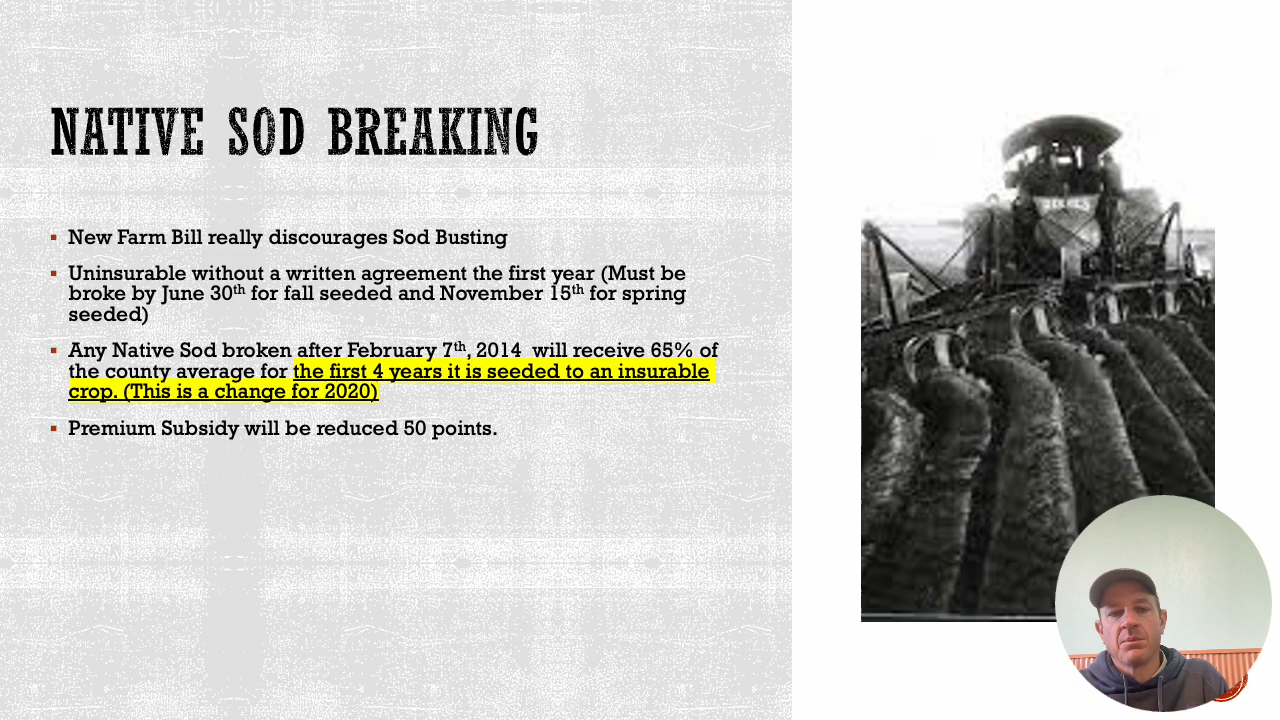 NATIVE SOD BREAKING
New Farm Bill really discourages Sod Busting
Uninsurable without a written agreement the first year (Must be
broke by June 30th for fall seeded and November 15th for spring
seeded)
Any Native Sod broken after February 7th, 2014 will receive 65% of
the county average for the first 4 years it is seeded to an insurable
crop. (This is a change for 2020)
Premium Subsidy will be reduced 50 points.